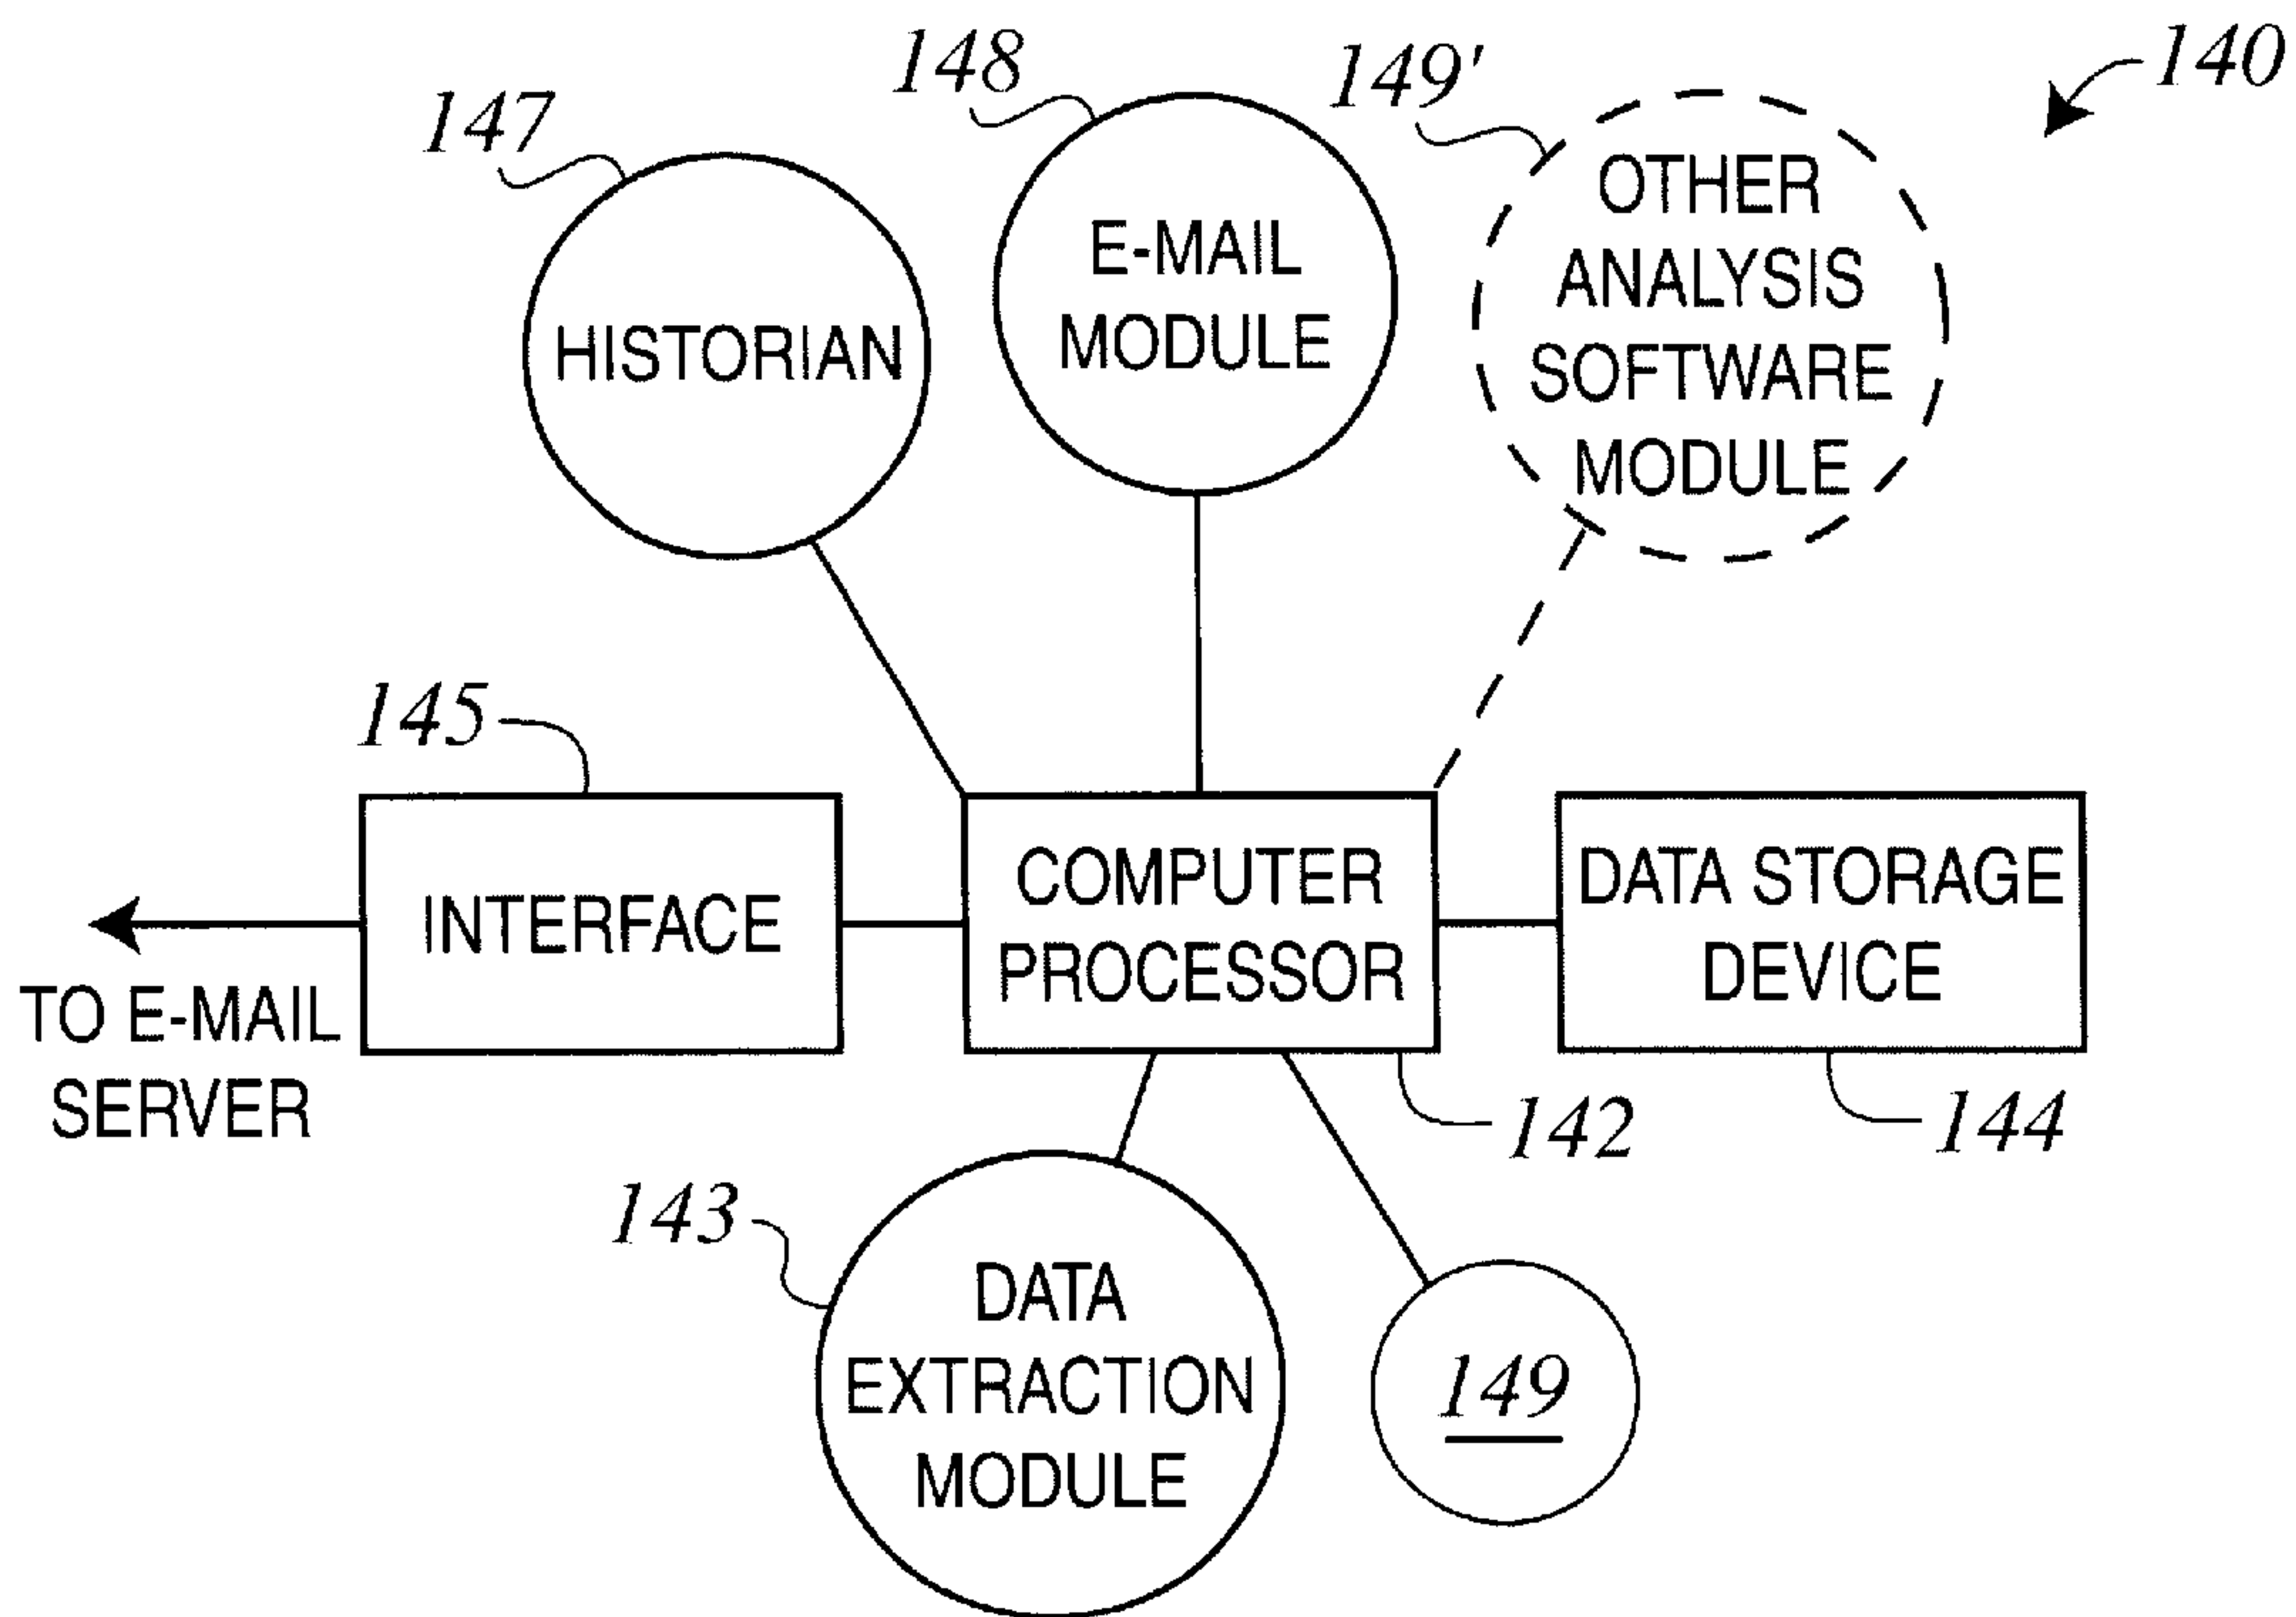 140
148
149'
147
OTHER
ANALYSIS
SOFTWARE
MODULE
E-MAIL
MODULE
HISTORIAN
145
INTERFACE
COMPUTER
PROCESSOR
DATA STORAGE
DEVICE
TO E-MAIL
SERVER
142
144
143
DATA
EXTRACTION
MODULE
149